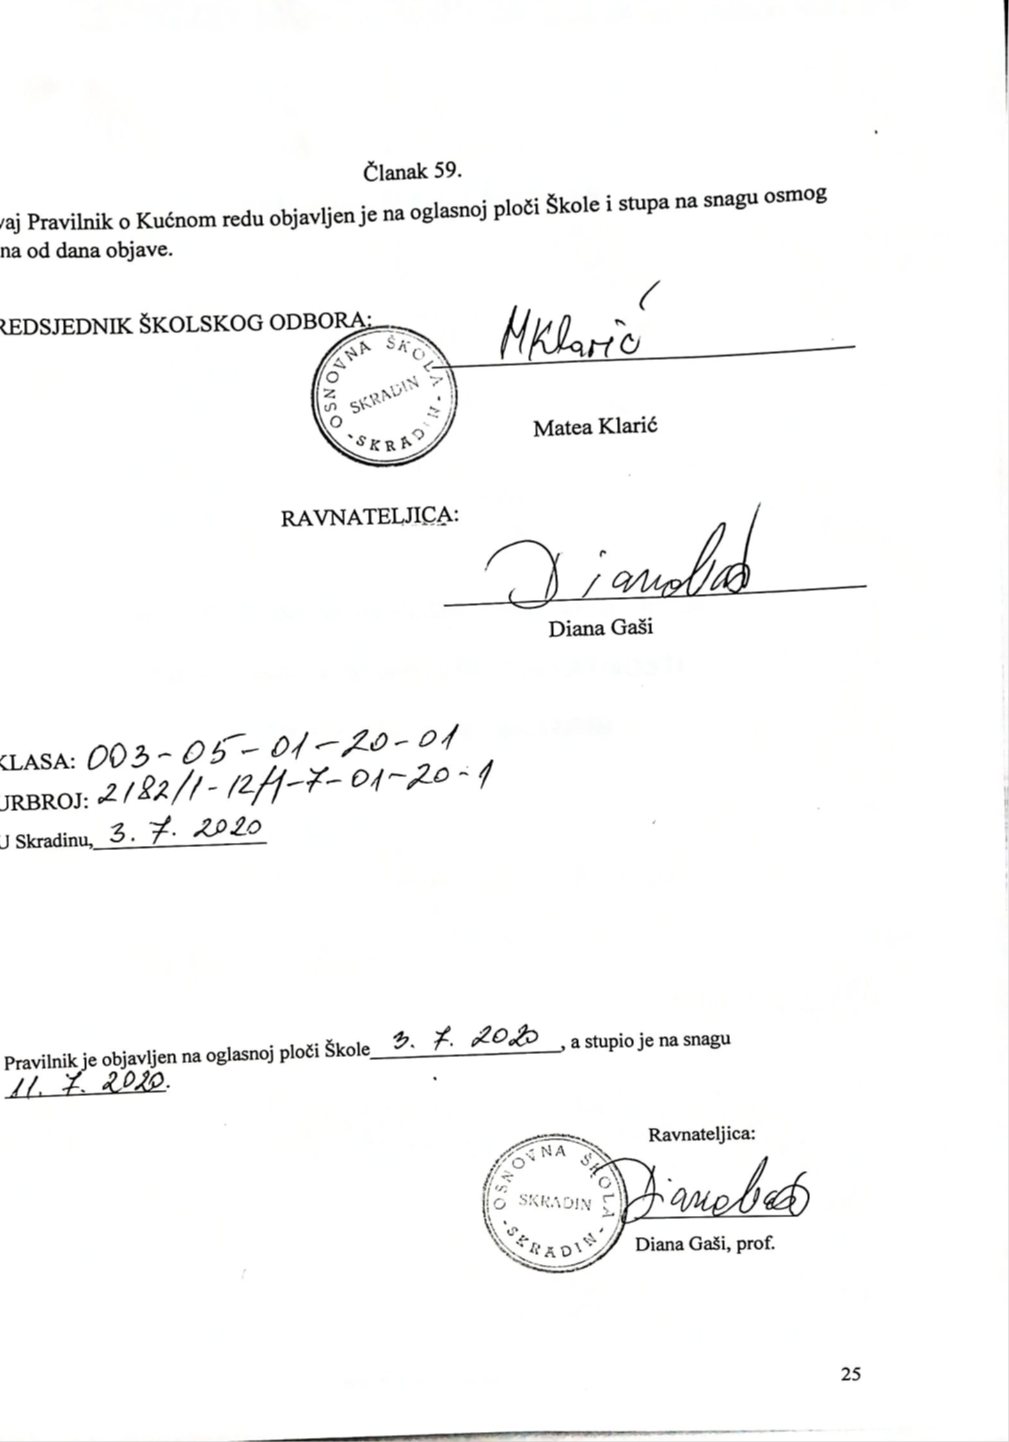 Članak 59.
vaj Pravilnik o Kućnom redu objavljen je na oglasnoj ploči Škole i stupa na snagu osmog
na od dana objave.
REDSJEDNIK ŠKOLSKOG ODBORA:
MKlarić
OSNOVNA ŠKOLA
SKRADIN
- SKRADIN -
Matea Klarić
RAVNATELJICA:
Diana Gaši
KLASA: 003-05-01-20-01
URBROJ: 2182/1-12/1-7-01-20-1
U Skradinu, 3. 7. 2020
Pravilnik je objavljen na oglasnoj ploči Škole 3. 7. 2020, a stupio je na snagu
11. 7. 2020.
Ravnateljica:
OSNOVNA ŠKOLA
SKRADIN
- SKRADIN -
Diana Gaši, prof.
25